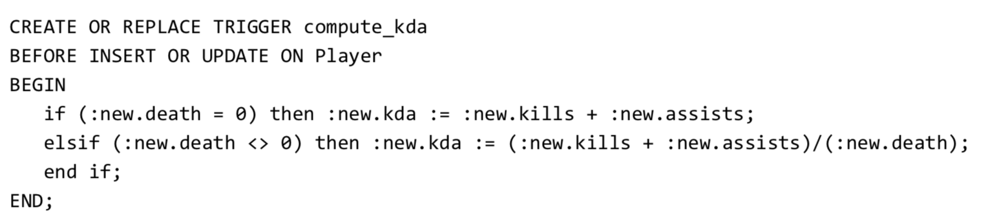 CREATE OR REPLACE TRIGGER compute_kda
BEFORE INSERT OR UPDATE ON Player
BEGIN
   if (:new.death = 0) then :new.kda := :new.kills + :new.assists;
   elsif (:new.death <> 0) then :new.kda := (:new.kills + :new.assists)/(:new.death);
   end if;
END;